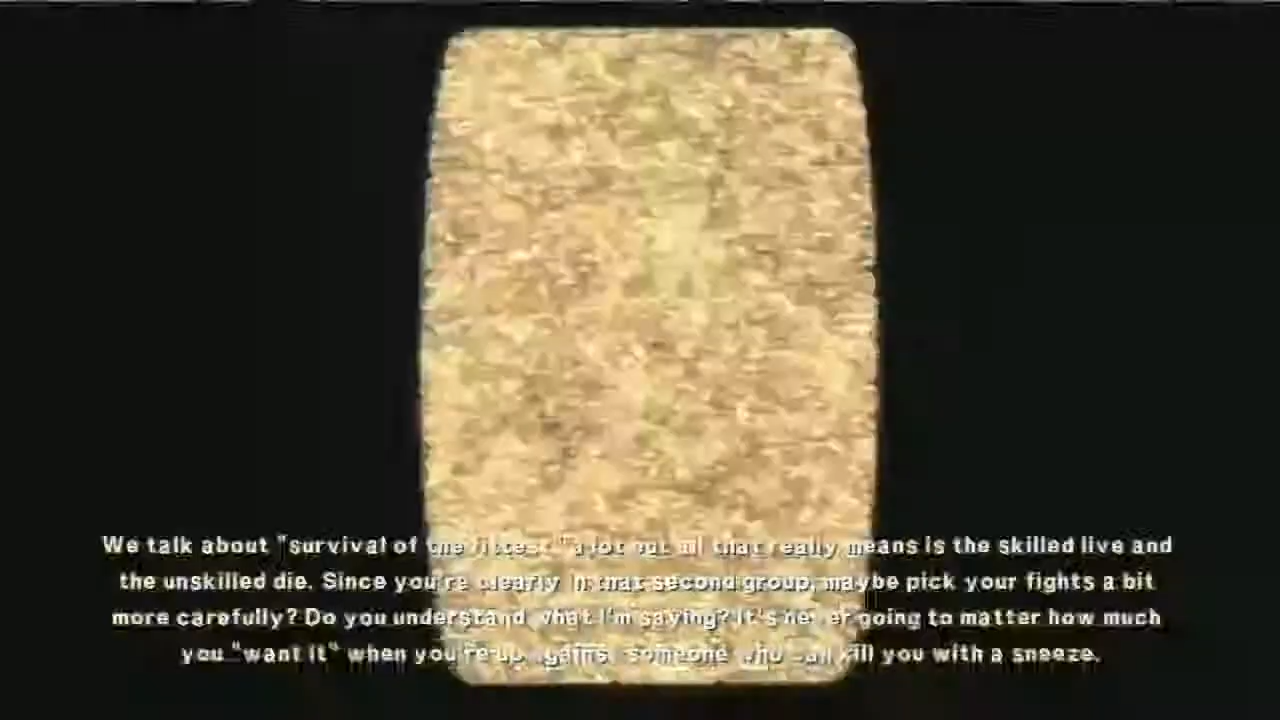 We talk about "survival of the fittest" a lot but all that really means is the skilled live and
the unskilled die. Since you're clearly in that second group, maybe pick your fights a bit
more carefully? Do you understand what I'm saying? It's never going to matter how much
you "want it" when you're up against someone who can kill you with a sneeze.